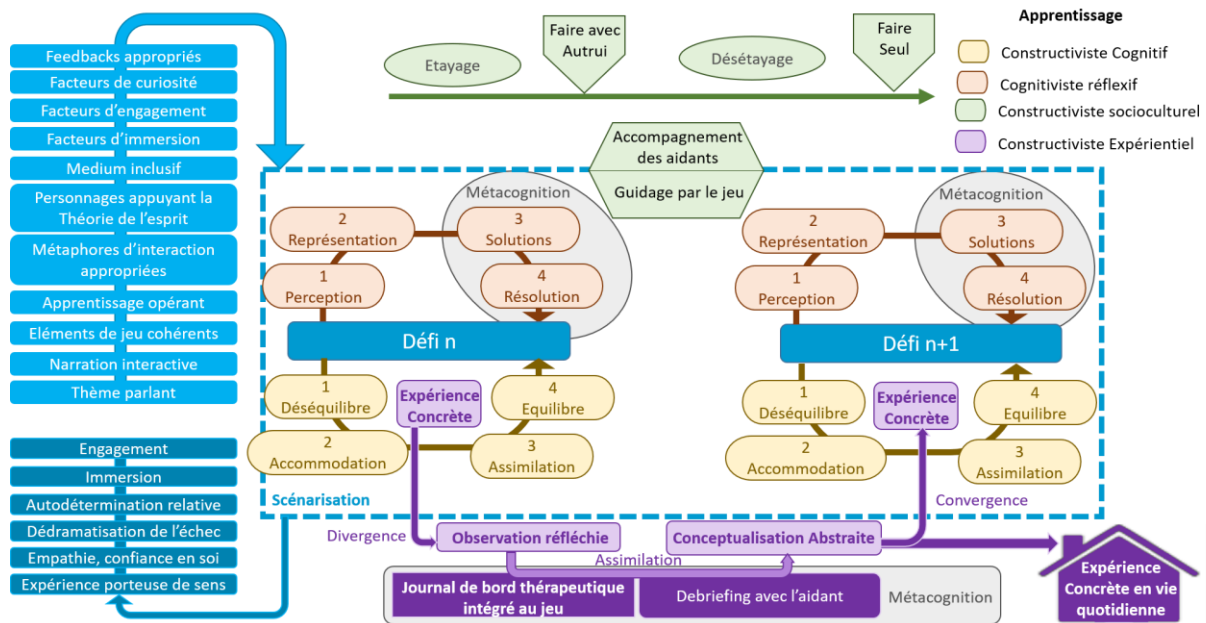 Feedbacks appropriés
Facteurs de curiosité
Facteurs d'engagement
Facteurs d'immersion
Medium inclusif
Personnages appuyant la
Théorie de l'esprit
Métaphores d'interaction
appropriées
Apprentissage opérant
Eléments de jeu cohérents
Narration interactive
Thème parlant
Engagement
Immersion
Autodétermination relative
Dédramatisation de l'échec
Empathie, confiance en soi
Expérience porteuse de sens
Etayage
Faire avec
Autrui
Désétayage
Faire
Seul
Apprentissage
Constructiviste Cognitif
Cognitiviste réflexif
Constructiviste socioculturel
Constructiviste Expérientiel
Accompagnement
des aidants
Guidage par le jeu
Métacognition
2
Représentation
3
Solutions
1
Perception
4
Résolution
Défi n
1
Déséquilibre
Expérience
Concrète
4
Equilibre
2
Accommodation
3
Assimilation
Scénarisation
Métacognition
2
Représentation
3
Solutions
1
Perception
4
Résolution
Défi n+1
1
Déséquilibre
Expérience
Concrète
4
Equilibre
2
Accommodation
3
Assimilation
Convergence
Divergence
Observation réfléchie
Assimilation
Conceptualisation Abstraite
Journal de bord thérapeutique
intégré au jeu
Debriefing avec l'aidant
Métacognition
Expérience
Concrète en vie
quotidienne